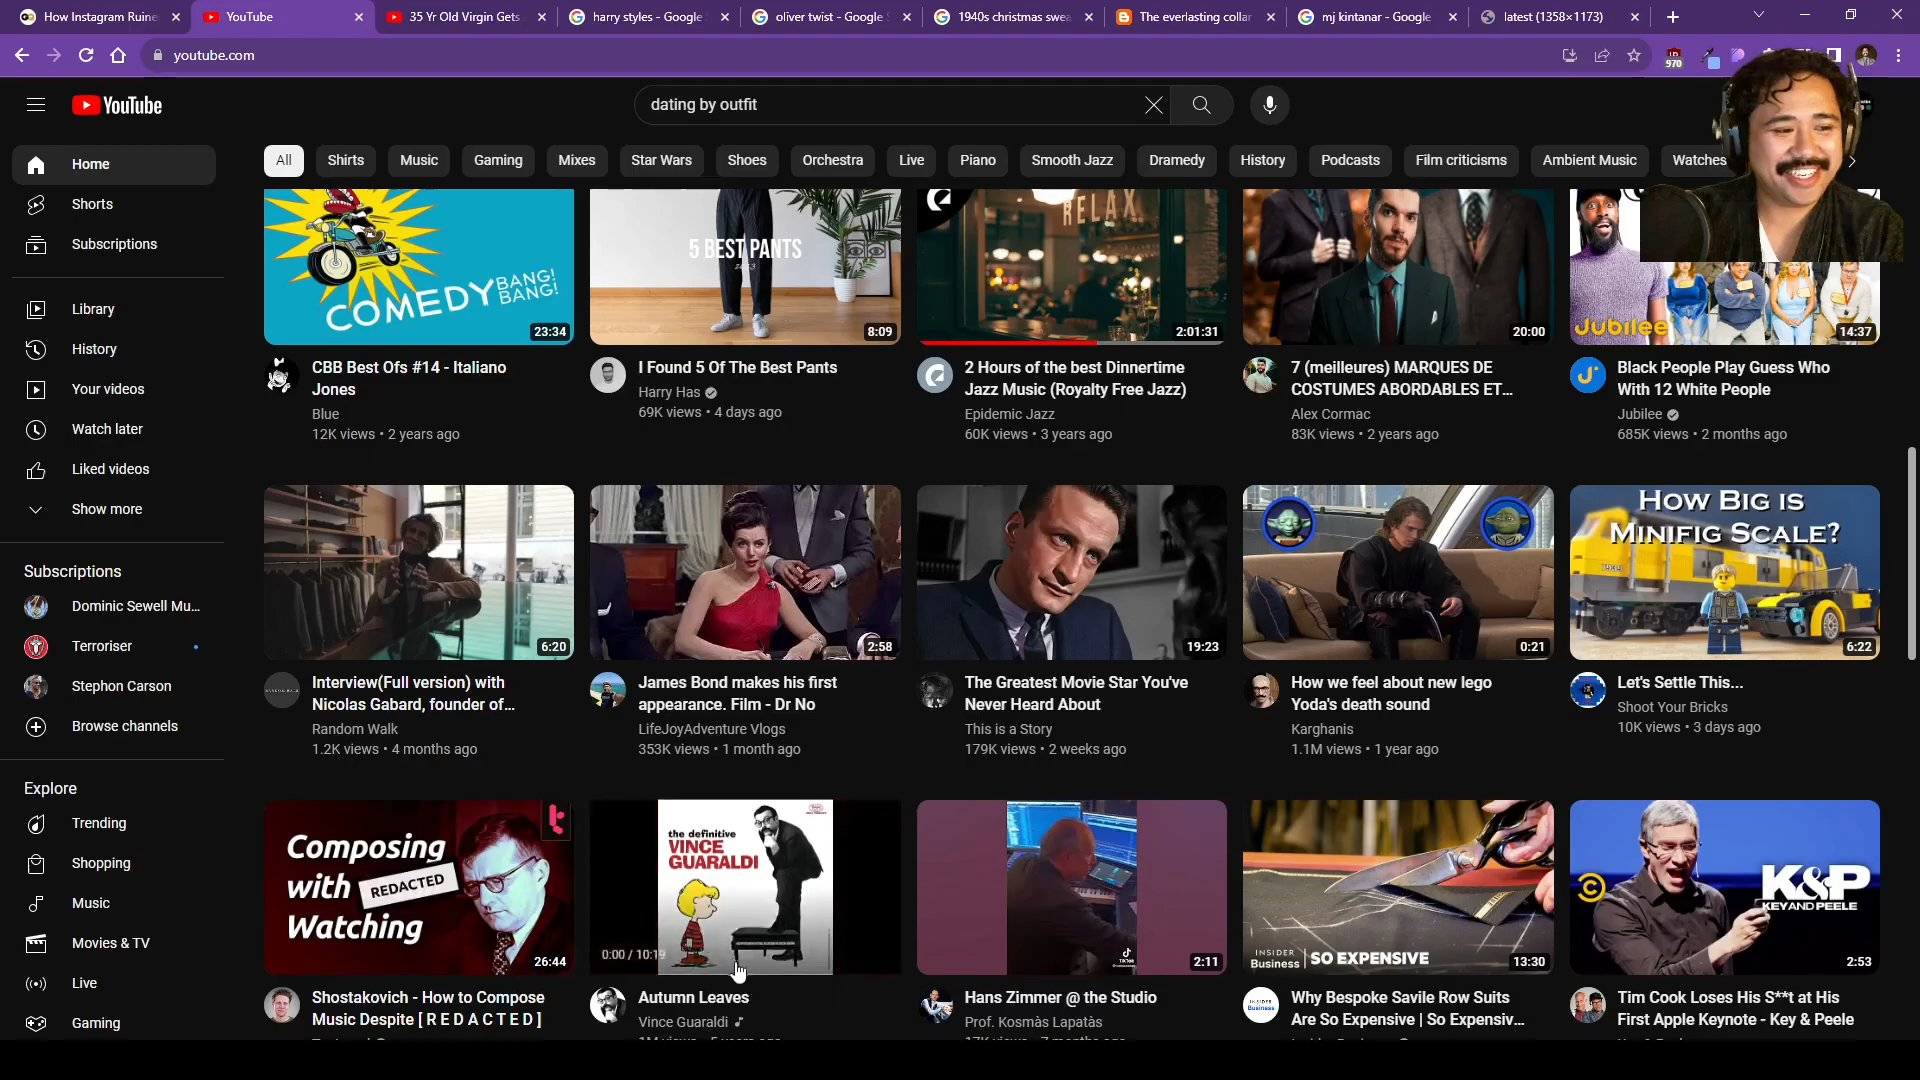 How Instagram Ruine
YouTube
35 Yr Old Virgin Gets
harry styles - Google S
oliver twist - Google S
1940s christmas swea
The everlasting collar
mj kintanar - Google
latest (1358×1173)
youtube.com
970
YouTube
dating by outfit
Home
Shorts
Subscriptions
Library
History
Your videos
Watch later
Liked videos
Show more
Subscriptions
Dominic Sewell Mu...
Terroriser
Stephon Carson
Browse channels
Explore
Trending
Shopping
Music
Movies & TV
Live
Gaming
All
Shirts
Music
Gaming
Mixes
Star Wars
Shoes
Orchestra
Live
Piano
Smooth Jazz
Dramedy
History
Podcasts
Film criticisms
Ambient Music
Watches
COMEDY BANG! BANG!
23:34
5 BEST PANTS
8:09
RELAX
2:01:31
20:00
Jubilee
14:37
CBB Best Ofs #14 - Italiano
Jones
Blue
12K views • 2 years ago
I Found 5 Of The Best Pants
Harry Has
69K views • 4 days ago
2 Hours of the best Dinnertime
Jazz Music (Royalty Free Jazz)
Epidemic Jazz
60K views • 3 years ago
7 (meilleures) MARQUES DE
COSTUMES ABORDABLES ET...
Alex Cormac
83K views • 2 years ago
Black People Play Guess Who
With 12 White People
Jubilee
685K views • 2 months ago
6:20
2:58
19:23
0:21
HOW BIG IS
MINIFIG SCALE?
6:22
Interview(Full version) with
Nicolas Gabard, founder of...
Random Walk
1.2K views • 4 months ago
James Bond makes his first
appearance. Film - Dr No
LifeJoyAdventure Vlogs
353K views • 1 month ago
The Greatest Movie Star You've
Never Heard About
This is a Story
179K views • 2 weeks ago
How we feel about new lego
Yoda's death sound
Karghanis
1.1M views • 1 year ago
Let's Settle This...
Shoot Your Bricks
10K views • 3 days ago
Composing
with REDACTED
Watching
26:44
the definitive
VINCE
GUARALDI
0:00 / 10:19
TikTok
2:11
INSIDER
Business
SO EXPENSIVE
13:30
K&P
KEY AND PEELE
2:53
Shostakovich - How to Compose
Music Despite [ R E D A C T E D ]
Autumn Leaves
Vince Guaraldi
Hans Zimmer @ the Studio
Prof. Kosmàs Lapatàs
Why Bespoke Savile Row Suits
Are So Expensive | So Expensiv...
Tim Cook Loses His S**t at His
First Apple Keynote - Key & Peele